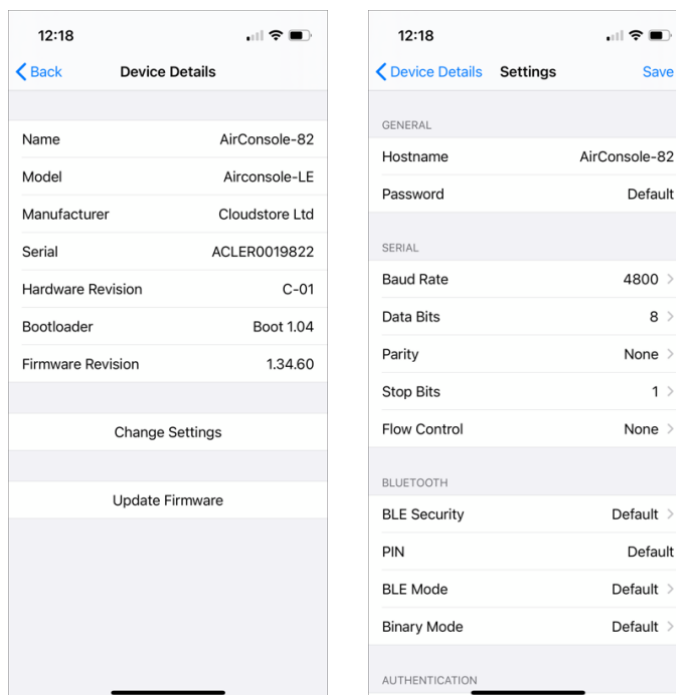 12:18
Back
Device Details
Name AirConsole-82
Model Airconsole-LE
Manufacturer Cloudstore Ltd
Serial ACLER0019822
Hardware Revision C-01
Bootloader Boot 1.04
Firmware Revision 1.34.60
Change Settings
Update Firmware
12:18
Device Details Settings Save
GENERAL
Hostname AirConsole-82
Password Default
SERIAL
Baud Rate 4800
Data Bits 8
Parity None
Stop Bits 1
Flow Control None
BLUETOOTH
BLE Security Default
PIN Default
BLE Mode Default
Binary Mode Default
AUTHENTICATION